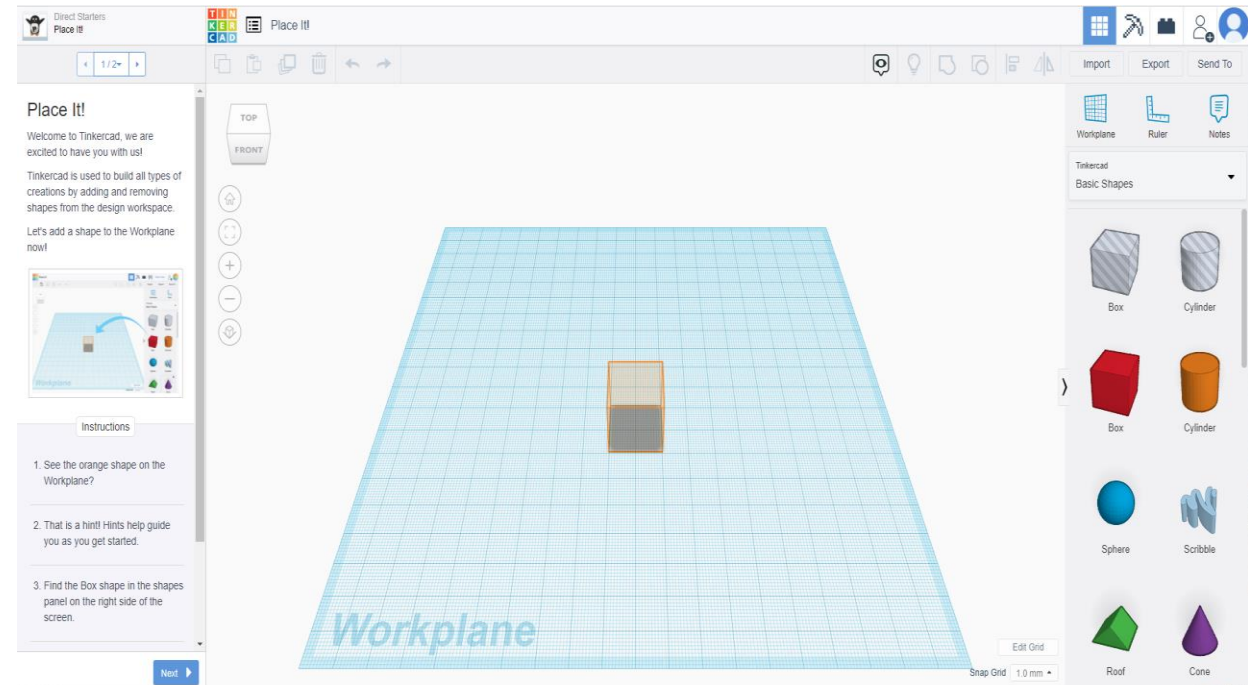 Direct Starters
Place It!
TIN
KER
CAD
Place It!
1/2
Import
Export
Send To
Place It!
Welcome to Tinkercad, we are
excited to have you with us!
Tinkercad is used to build all types of
creations by adding and removing
shapes from the design workspace.
Let's add a shape to the Workplane
now!
Workplane
Instructions
1. See the orange shape on the
Workplane?
2. That is a hint! Hints help guide
you as you get started.
3. Find the Box shape in the shapes
panel on the right side of the
screen.
Next
TOP
FRONT
Workplane
Edit Grid
Snap Grid 1.0 mm
Workplane
Ruler
Notes
Tinkercad
Basic Shapes
Box
Cylinder
Box
Cylinder
Sphere
Scribble
Roof
Cone